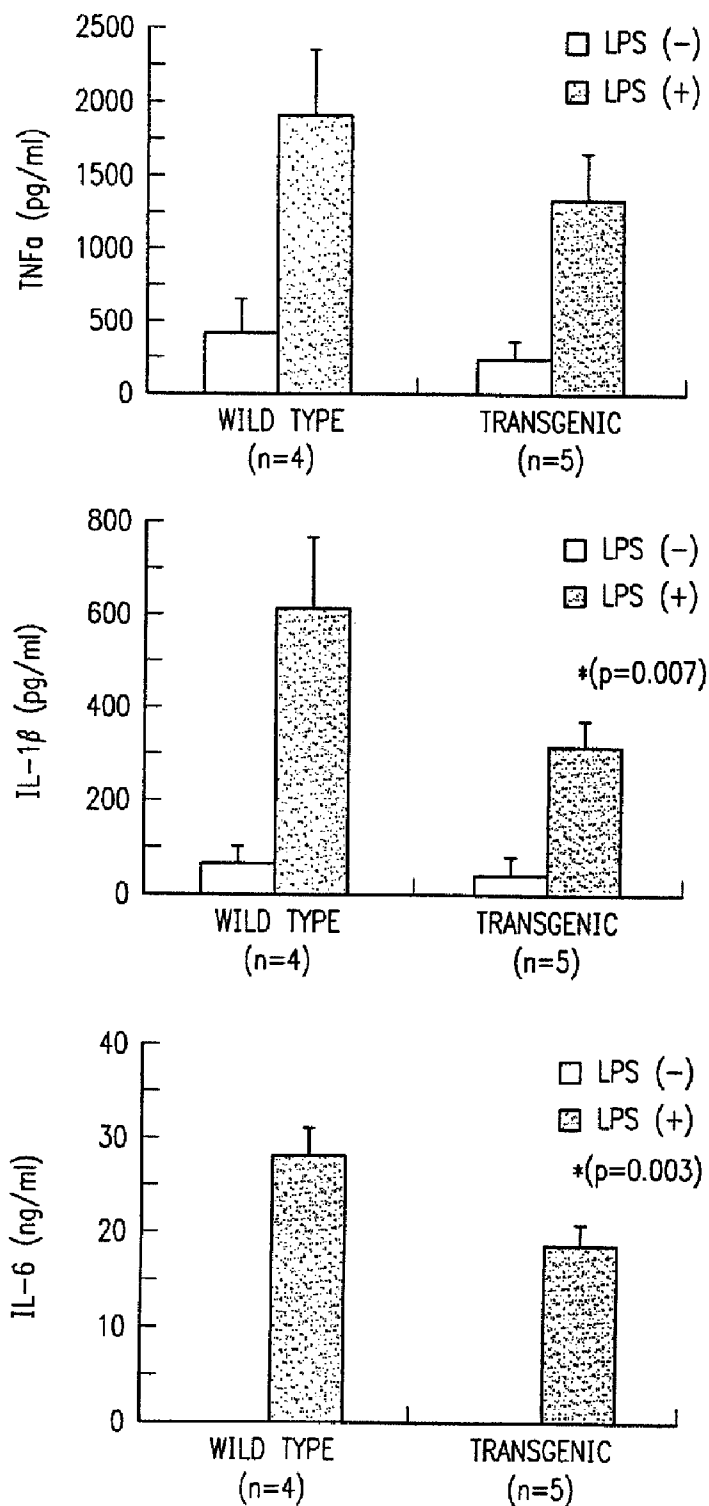 2500
2000
1500
1000
500
0
TNFα (pg/ml)
□ LPS (-)
LPS (+)
WILD TYPE
(n=4)
TRANSGENIC
(n=5)
800
600
400
200
0
IL-1β (pg/ml)
LPS (-)
LPS (+)
*(p=0.007)
WILD TYPE
(n=4)
TRANSGENIC
(n=5)
40
30
20
10
0
IL-6 (ng/ml)
LPS (-)
LPS (+)
*(p=0.003)
WILD TYPE
(n=4)
TRANSGENIC
(n=5)